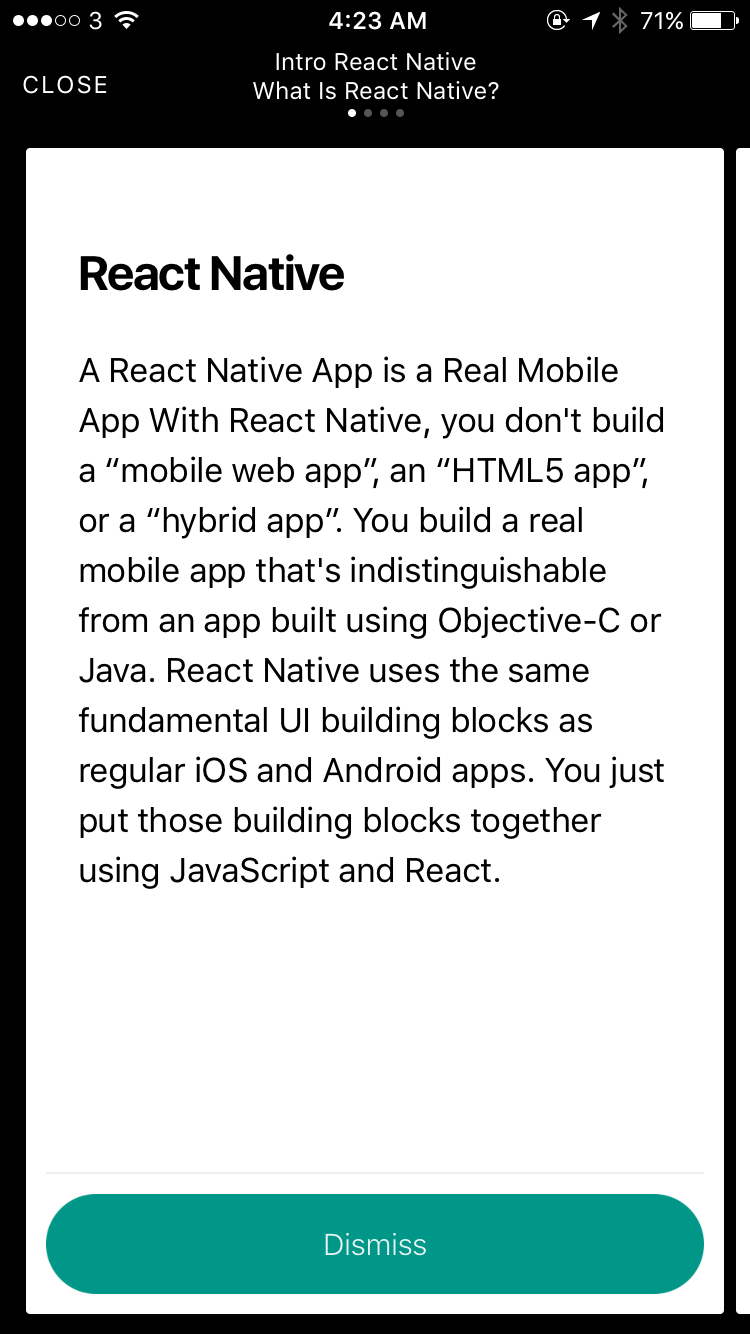 3 4:23 AM 71%
CLOSE
Intro React Native
What Is React Native?
React Native
A React Native App is a Real Mobile
App With React Native, you don't build
a “mobile web app”, an “HTML5 app”,
or a “hybrid app”. You build a real
mobile app that's indistinguishable
from an app built using Objective-C or
Java. React Native uses the same
fundamental UI building blocks as
regular iOS and Android apps. You just
put those building blocks together
using JavaScript and React.
Dismiss